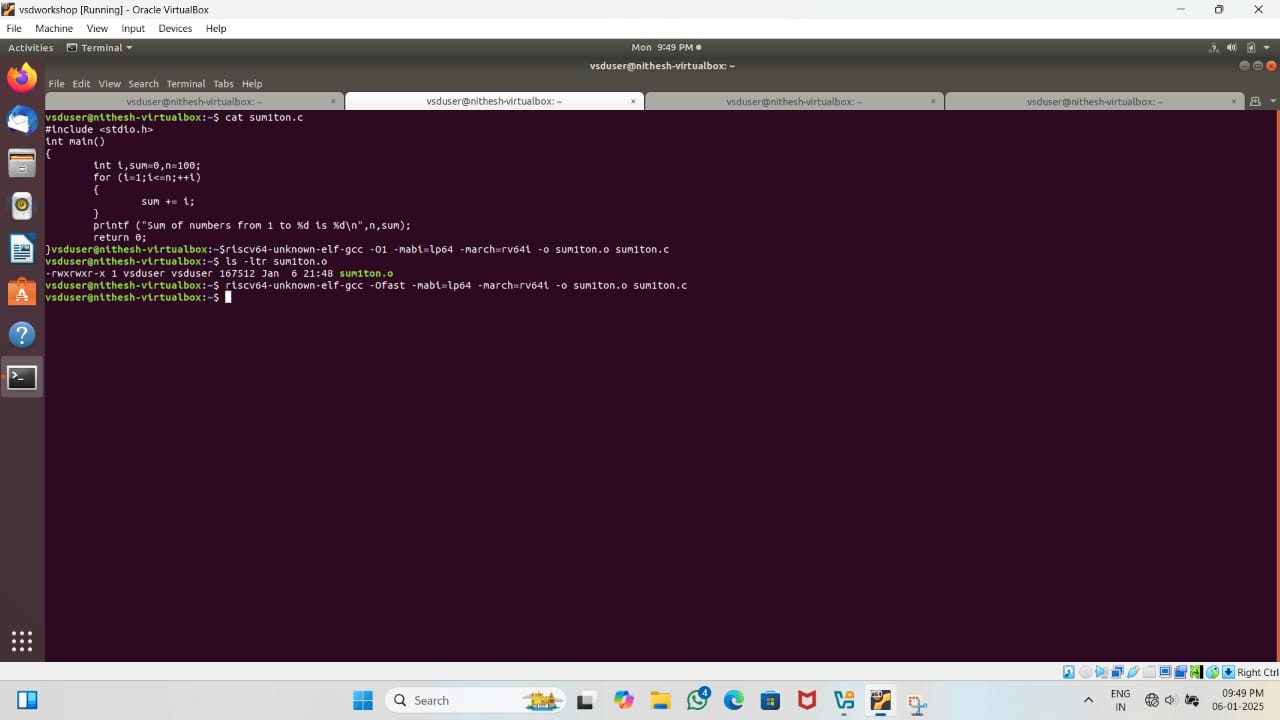 vsdworkshop [Running] - Oracle VirtualBox
File Machine View Input Devices Help
Activities Terminal Mon 9:49 PM
vsduser@nithesh-virtualbox: ~
File Edit View Search Terminal Tabs Help
vsduser@nithesh-virtualbox: ~ × vsduser@nithesh-virtualbox: ~ × vsduser@nithesh-virtualbox: ~ × vsduser@nithesh-virtualbox: ~ ×
vsduser@nithesh-virtualbox:~$ cat sum1ton.c
#include <stdio.h>
int main()
{
        int i,sum=0,n=100;
        for (i=1;i<=n;++i)
        {
                sum += i;
        }
        printf ("Sum of numbers from 1 to %d is %d\n",n,sum);
        return 0;
}vsduser@nithesh-virtualbox:~$riscv64-unknown-elf-gcc -O1 -mabi=lp64 -march=rv64i -o sum1ton.o sum1ton.c
vsduser@nithesh-virtualbox:~$ ls -ltr sum1ton.o
-rwxrwxr-x 1 vsduser vsduser 167512 Jan  6 21:48 sum1ton.o
vsduser@nithesh-virtualbox:~$ riscv64-unknown-elf-gcc -Ofast -mabi=lp64 -march=rv64i -o sum1ton.o sum1ton.c
vsduser@nithesh-virtualbox:~$
Right Ctrl
Search 4 ENG 09:49 PM
IN 06-01-2025